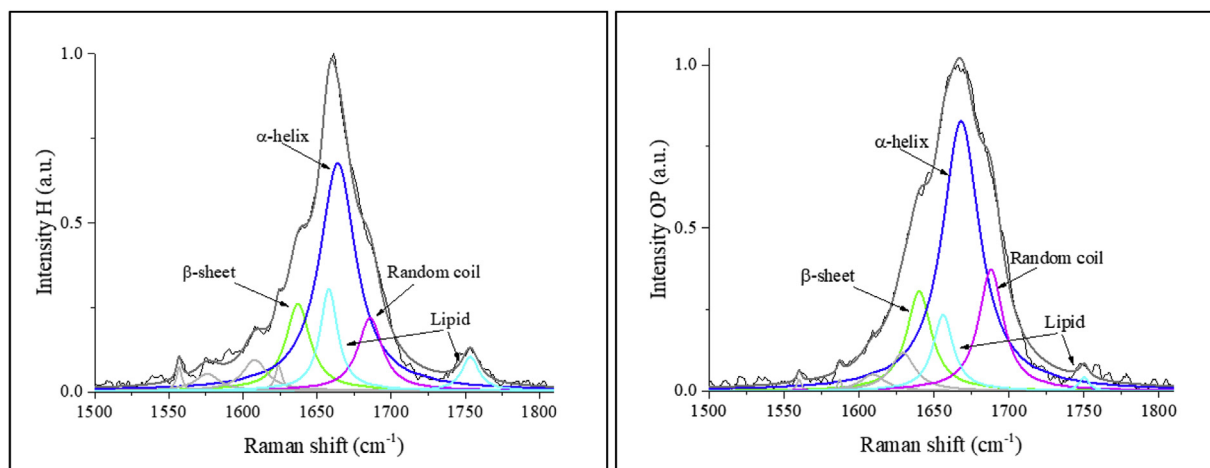 1.0
0.5
0.0
Intensity H (a.u.)
α-helix
β-sheet
Random coil
Lipid
1500 1550 1600 1650 1700 1750 1800
Raman shift (cm⁻¹)
1.0
0.5
0.0
Intensity OP (a.u.)
α-helix
β-sheet
Random coil
Lipid
1500 1550 1600 1650 1700 1750 1800
Raman shift (cm⁻¹)